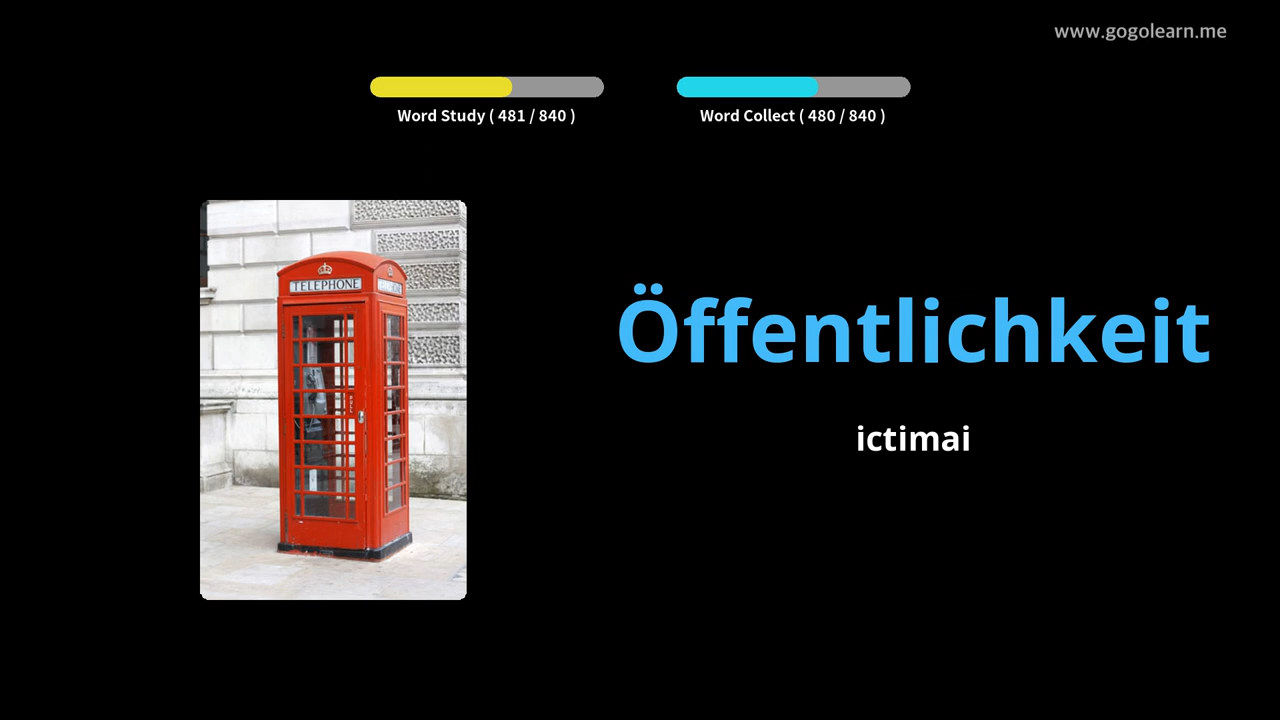 www.gogolearn.me
Word Study ( 481 / 840 )
Word Collect ( 480 / 840 )
TELEPHONE
Öffentlichkeit
ictimai